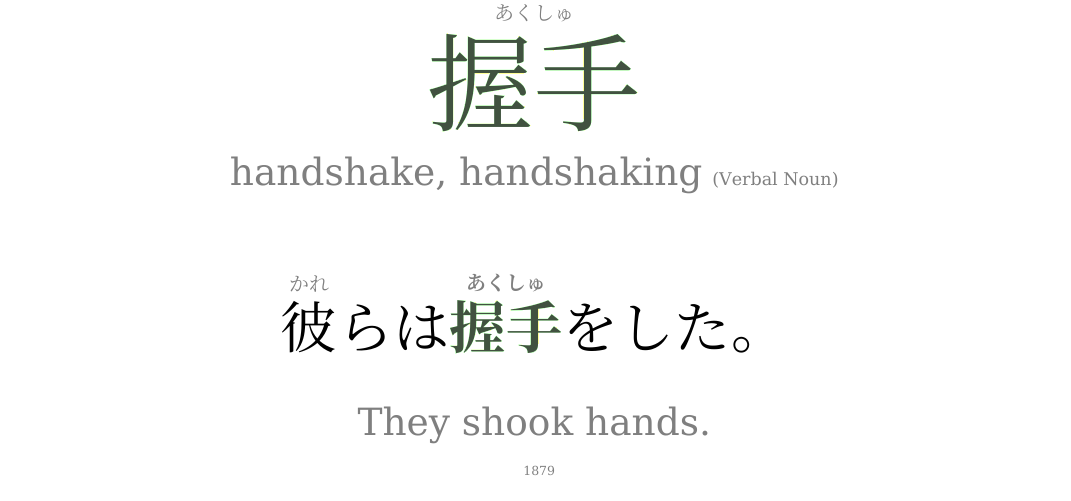 あくしゅ
握手
handshake, handshaking (Verbal Noun)
かれ あくしゅ
彼らは握手をした。
They shook hands.
1879